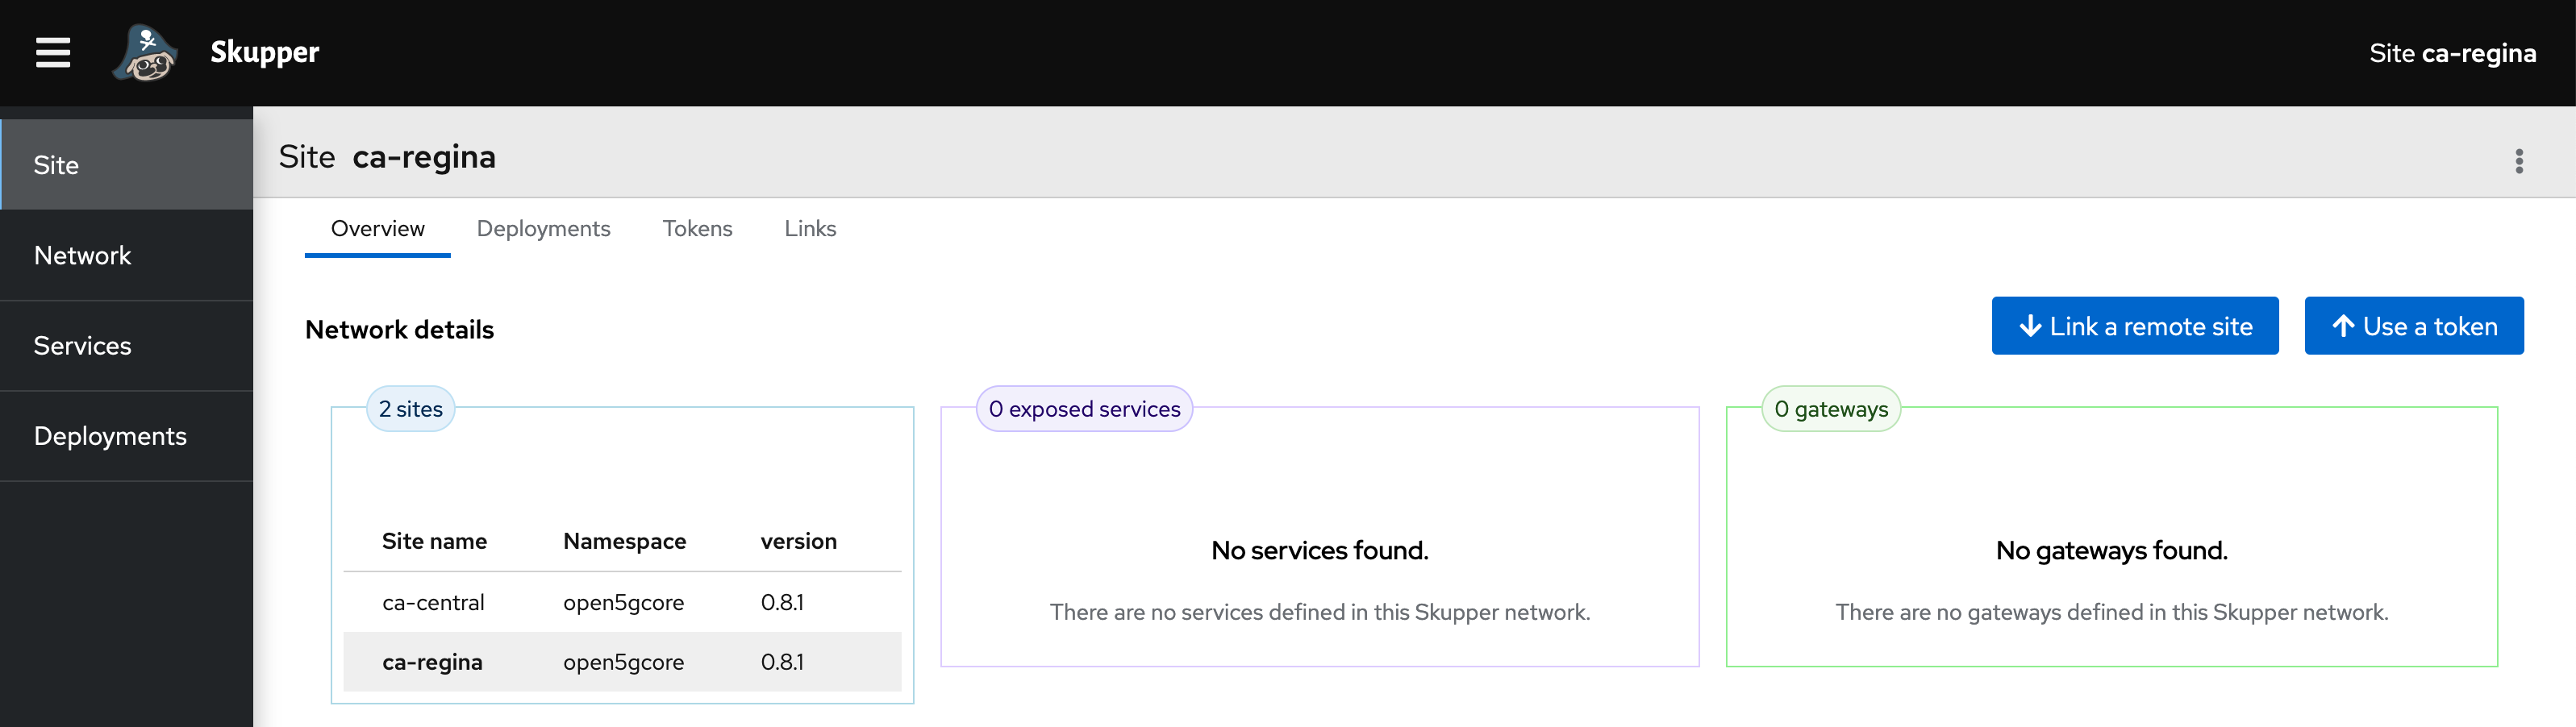 Skupper
Site ca-regina
Site
Network
Services
Deployments
Site ca-regina
Overview Deployments Tokens Links
Network details
Link a remote site
Use a token
2 sites
Site name Namespace version
ca-central open5gcore 0.8.1
ca-regina open5gcore 0.8.1
0 exposed services
No services found.
There are no services defined in this Skupper network.
0 gateways
No gateways found.
There are no gateways defined in this Skupper network.